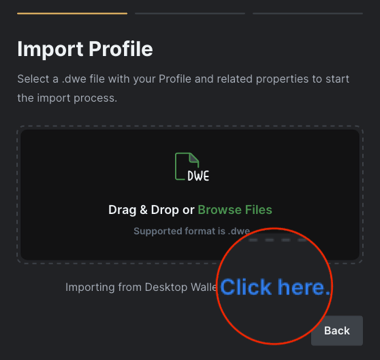 Import Profile
Select a .dwe file with your Profile and related properties to start
the import process.
DWE
Drag & Drop or Browse Files
Supported format is .dwe
Importing from Desktop Walle Click here.
Back